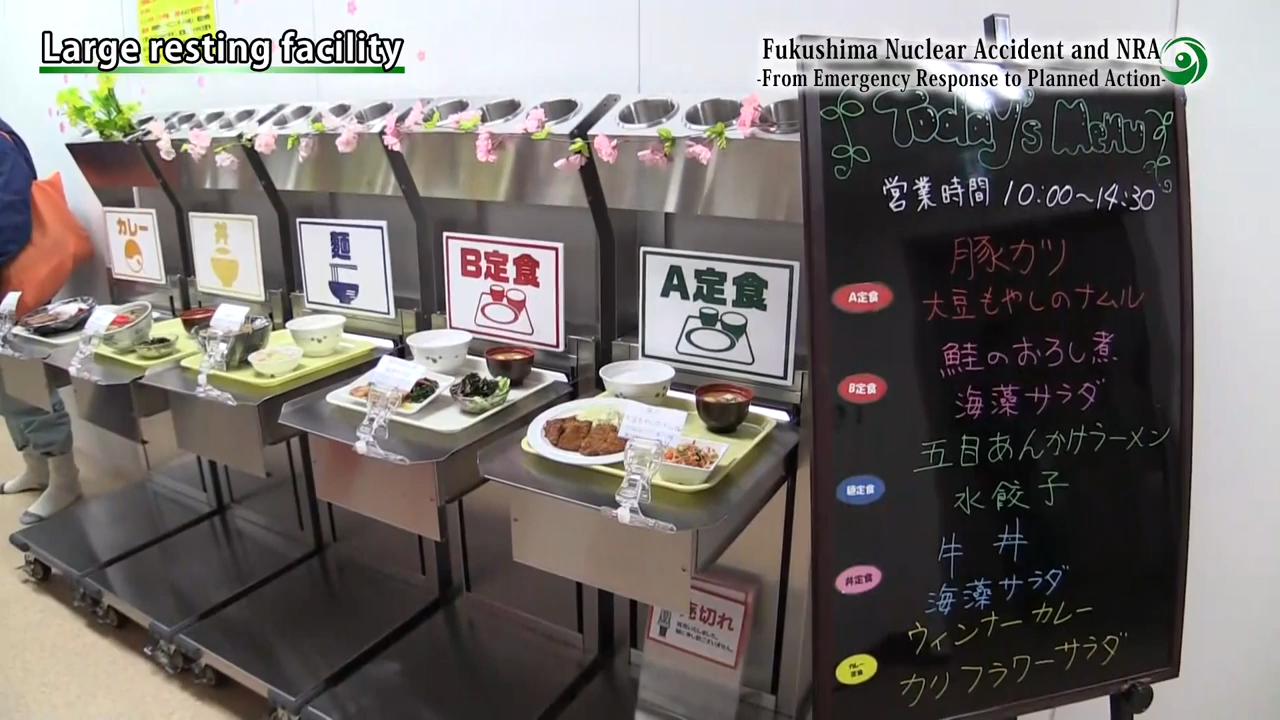 Large resting facility
Fukushima Nuclear Accident and NRA
-From Emergency Response to Planned Action-
カレー
丼
麺
B定食
A定食
Today's Menu
営業時間 10:00～14:30
豚カツ
A定食
大豆もやしのナムル
鮭のおろし煮
B定食
海藻サラダ
五目あんかけラーメン
麺定食
水餃子
牛丼
丼定食
海藻サラダ
ウィンナーカレー
カレー
カリフラワーサラダ
売切れ